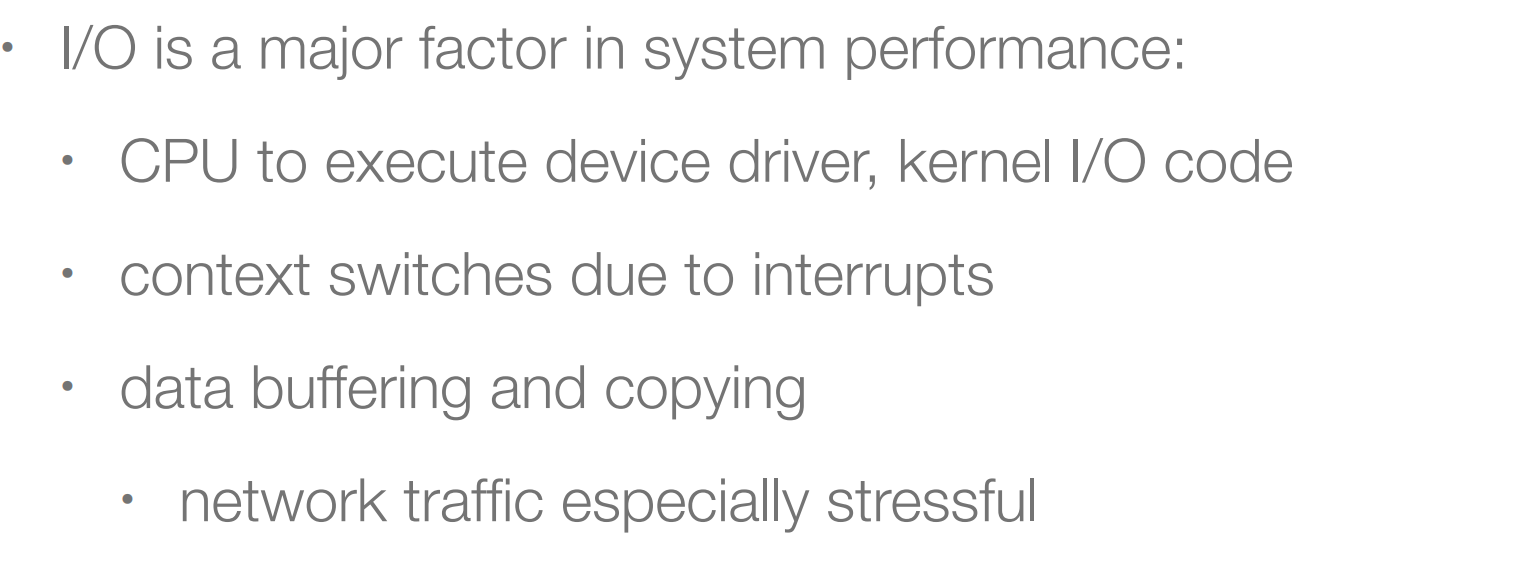 • I/O is a major factor in system performance:
• CPU to execute device driver, kernel I/O code
• context switches due to interrupts
• data buffering and copying
• network traffic especially stressful